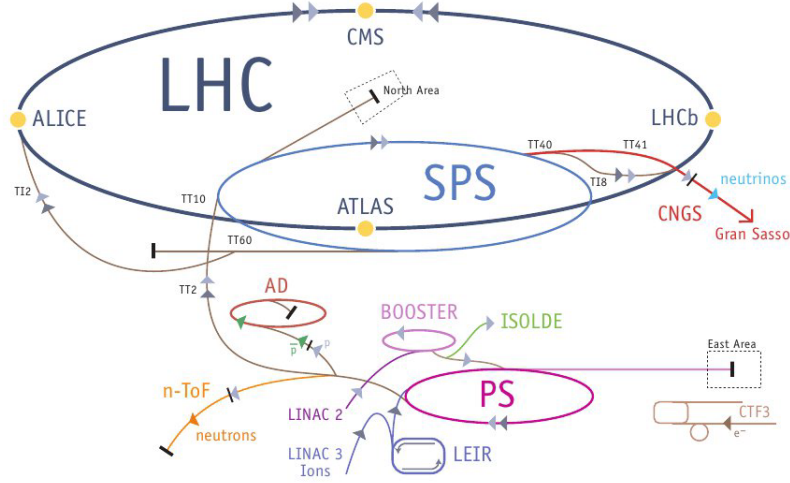 CMS
LHC
North Area
ALICE
LHCb
TT40
TT41
TI2
SPS
TI8
neutrinos
TT10
ATLAS
CNGS
Gran Sasso
TT60
TT2
AD
BOOSTER
ISOLDE
p̅
p
East Area
n-ToF
PS
LINAC 2
neutrons
CTF3
e⁻
LINAC 3
Ions
LEIR